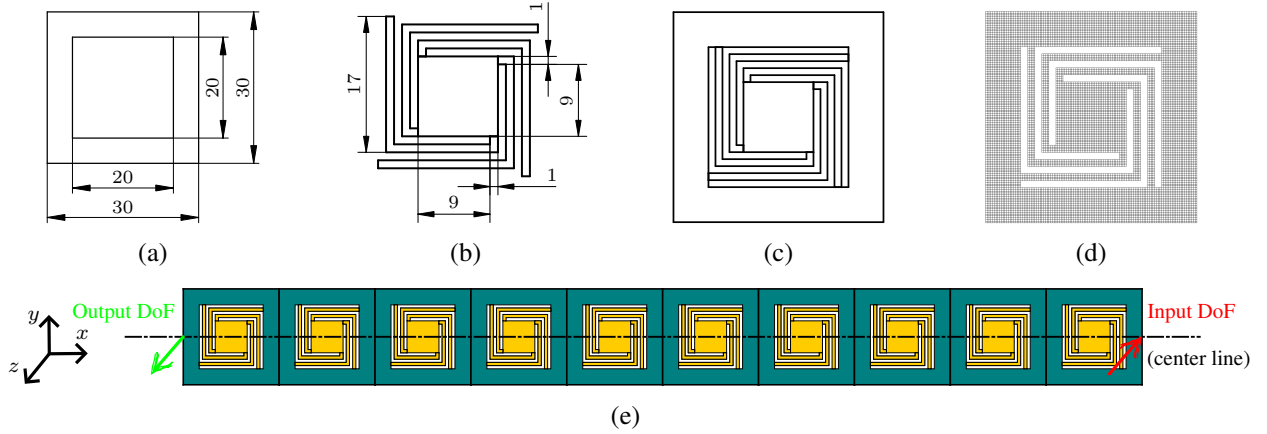 20
30
20
30
(a)
1
17
9
9
1
(b)
(c)
(d)
Output DoF
y
x
z
Input DoF
(center line)
(e)